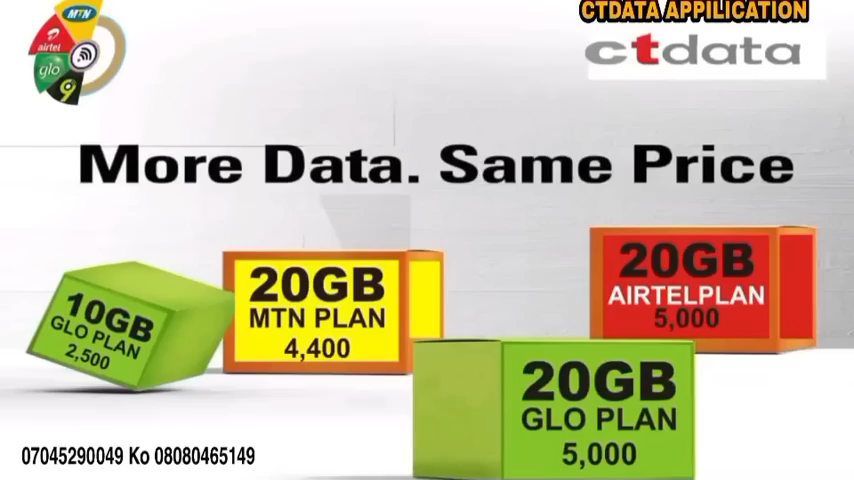 MTN
airtel
glo
9
CTDATA APPILICATION
ctdata
More Data. Same Price
10GB
GLO PLAN
2,500
20GB
MTN PLAN
4,400
20GB
AIRTELPLAN
5,000
20GB
GLO PLAN
5,000
07045290049 Ko 08080465149